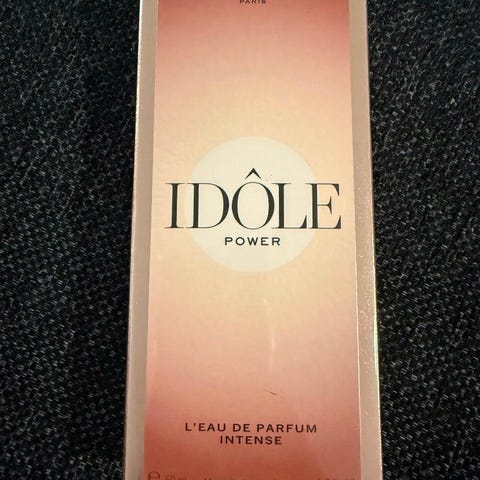 PARIS
IDÔLE
POWER
L'EAU DE PARFUM
INTENSE